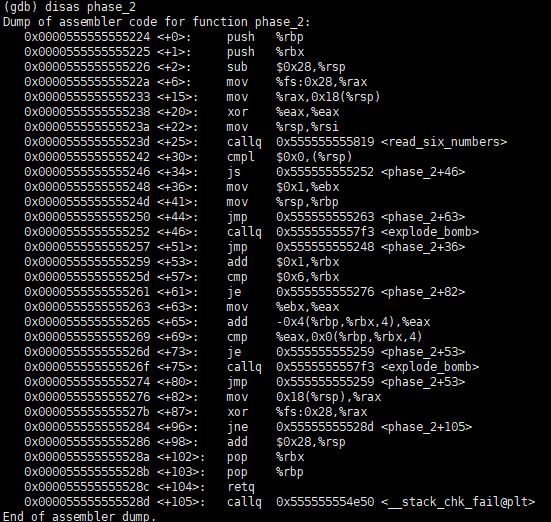 (gdb) disas phase_2
Dump of assembler code for function phase_2:
   0x0000555555555224 <+0>:     push   %rbp
   0x0000555555555225 <+1>:     push   %rbx
   0x0000555555555226 <+2>:     sub    $0x28,%rsp
   0x000055555555522a <+6>:     mov    %fs:0x28,%rax
   0x0000555555555233 <+15>:    mov    %rax,0x18(%rsp)
   0x0000555555555238 <+20>:    xor    %eax,%eax
   0x000055555555523a <+22>:    mov    %rsp,%rsi
   0x000055555555523d <+25>:    callq  0x555555555819 <read_six_numbers>
   0x0000555555555242 <+30>:    cmpl   $0x0,(%rsp)
   0x0000555555555246 <+34>:    js     0x555555555252 <phase_2+46>
   0x0000555555555248 <+36>:    mov    $0x1,%ebx
   0x000055555555524d <+41>:    mov    %rsp,%rbp
   0x0000555555555250 <+44>:    jmp    0x555555555263 <phase_2+63>
   0x0000555555555252 <+46>:    callq  0x5555555557f3 <explode_bomb>
   0x0000555555555257 <+51>:    jmp    0x555555555248 <phase_2+36>
   0x0000555555555259 <+53>:    add    $0x1,%rbx
   0x000055555555525d <+57>:    cmp    $0x6,%rbx
   0x0000555555555261 <+61>:    je     0x555555555276 <phase_2+82>
   0x0000555555555263 <+63>:    mov    %ebx,%eax
   0x0000555555555265 <+65>:    add    -0x4(%rbp,%rbx,4),%eax
   0x0000555555555269 <+69>:    cmp    %eax,0x0(%rbp,%rbx,4)
   0x000055555555526d <+73>:    je     0x555555555259 <phase_2+53>
   0x000055555555526f <+75>:    callq  0x5555555557f3 <explode_bomb>
   0x0000555555555274 <+80>:    jmp    0x555555555259 <phase_2+53>
   0x0000555555555276 <+82>:    mov    0x18(%rsp),%rax
   0x000055555555527b <+87>:    xor    %fs:0x28,%rax
   0x0000555555555284 <+96>:    jne    0x55555555528d <phase_2+105>
   0x0000555555555286 <+98>:    add    $0x28,%rsp
   0x000055555555528a <+102>:   pop    %rbx
   0x000055555555528b <+103>:   pop    %rbp
   0x000055555555528c <+104>:   retq
   0x000055555555528d <+105>:   callq  0x555555554e50 <__stack_chk_fail@plt>
End of assembler dump.